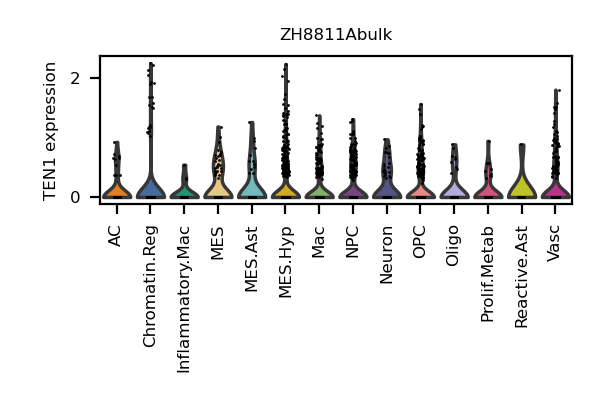 ZH8811Abulk
TEN1 expression
2
0
AC
Chromatin.Reg
Inflammatory.Mac
MES
MES.Ast
MES.Hyp
Mac
NPC
Neuron
OPC
Oligo
Prolif.Metab
Reactive.Ast
Vasc